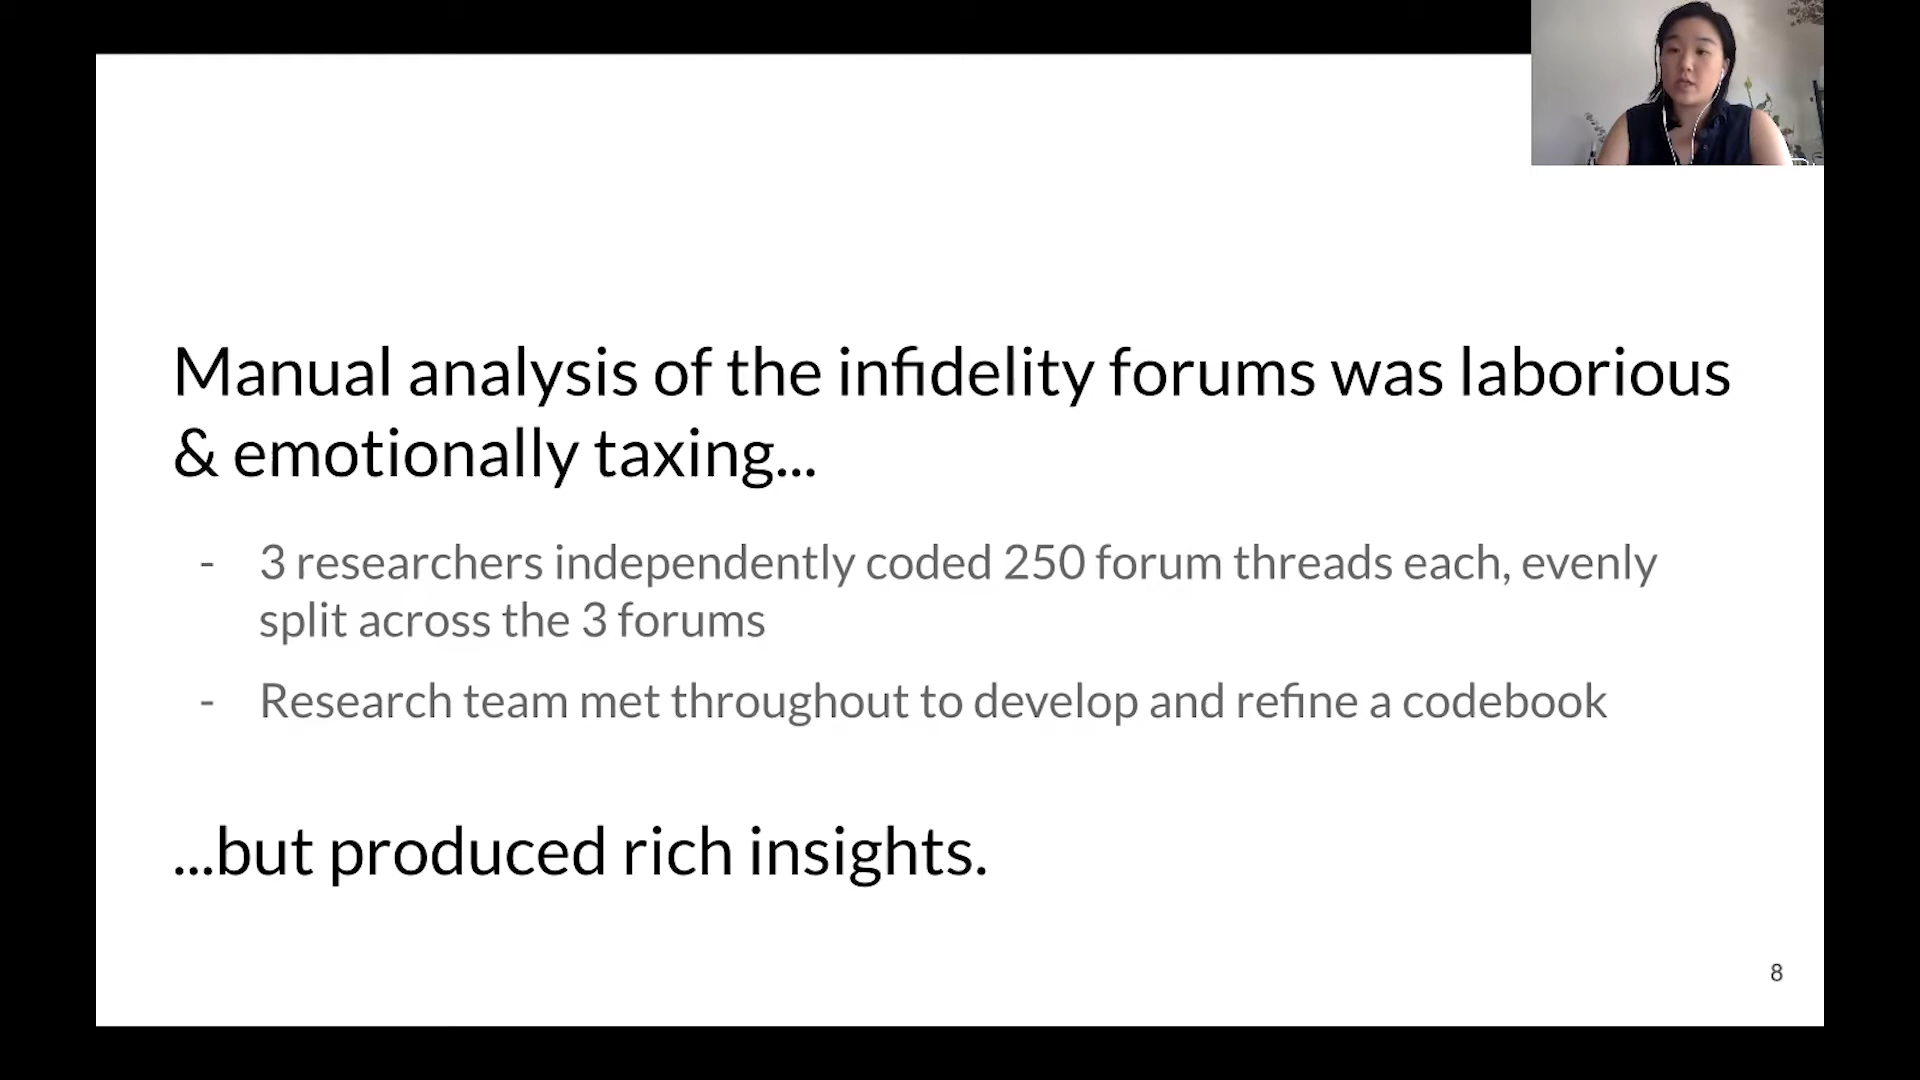 Manual analysis of the infidelity forums was laborious
& emotionally taxing...
- 3 researchers independently coded 250 forum threads each, evenly
split across the 3 forums
- Research team met throughout to develop and refine a codebook
...but produced rich insights.
8